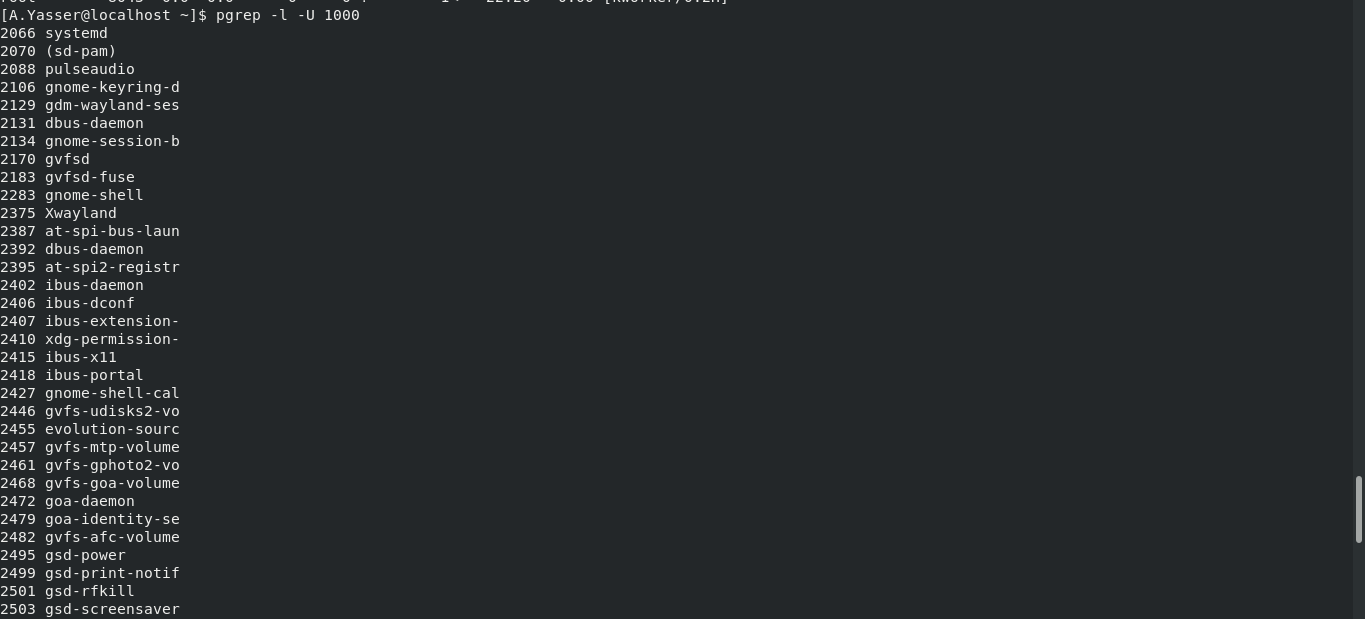 [A.Yasser@localhost ~]$ pgrep -l -U 1000
2066 systemd
2070 (sd-pam)
2088 pulseaudio
2106 gnome-keyring-d
2129 gdm-wayland-ses
2131 dbus-daemon
2134 gnome-session-b
2170 gvfsd
2183 gvfsd-fuse
2283 gnome-shell
2375 Xwayland
2387 at-spi-bus-laun
2392 dbus-daemon
2395 at-spi2-registr
2402 ibus-daemon
2406 ibus-dconf
2407 ibus-extension-
2410 xdg-permission-
2415 ibus-x11
2418 ibus-portal
2427 gnome-shell-cal
2446 gvfs-udisks2-vo
2455 evolution-sourc
2457 gvfs-mtp-volume
2461 gvfs-gphoto2-vo
2468 gvfs-goa-volume
2472 goa-daemon
2479 goa-identity-se
2482 gvfs-afc-volume
2495 gsd-power
2499 gsd-print-notif
2501 gsd-rfkill
2503 gsd-screensaver